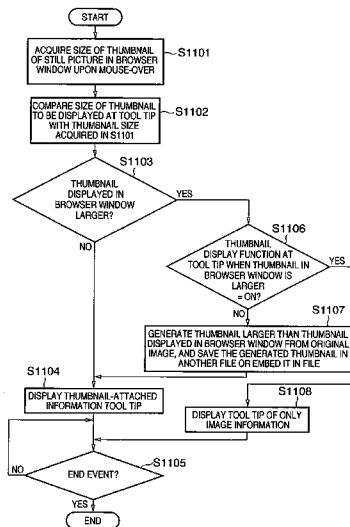 START
ACQUIRE SIZE OF THUMBNAIL
OF STILL PICTURE IN BROWSER
WINDOW UPON MOUSE-OVER
S1101
COMPARE SIZE OF THUMBNAIL
TO BE DISPLAYED AT TOOL TIP
WITH THUMBNAIL SIZE
ACQUIRED IN S1101
S1102
S1103
THUMBNAIL
DISPLAYED IN
BROWSER WINDOW
LARGER?
YES
NO
S1106
THUMBNAIL
DISPLAY FUNCTION AT
TOOL TIP WHEN THUMBNAIL IN
BROWSER WINDOW IS
LARGER
= ON?
YES
NO
S1107
GENERATE THUMBNAIL LARGER THAN THUMBNAIL
DISPLAYED IN BROWSER WINDOW FROM ORIGINAL
IMAGE, AND SAVE THE GENERATED THUMBNAIL IN
ANOTHER FILE OR EMBED IT IN FILE
S1104
DISPLAY THUMBNAIL-ATTACHED
INFORMATION TOOL TIP
S1108
DISPLAY TOOL TIP OF ONLY
IMAGE INFORMATION
S1105
END EVENT?
NO
YES
END